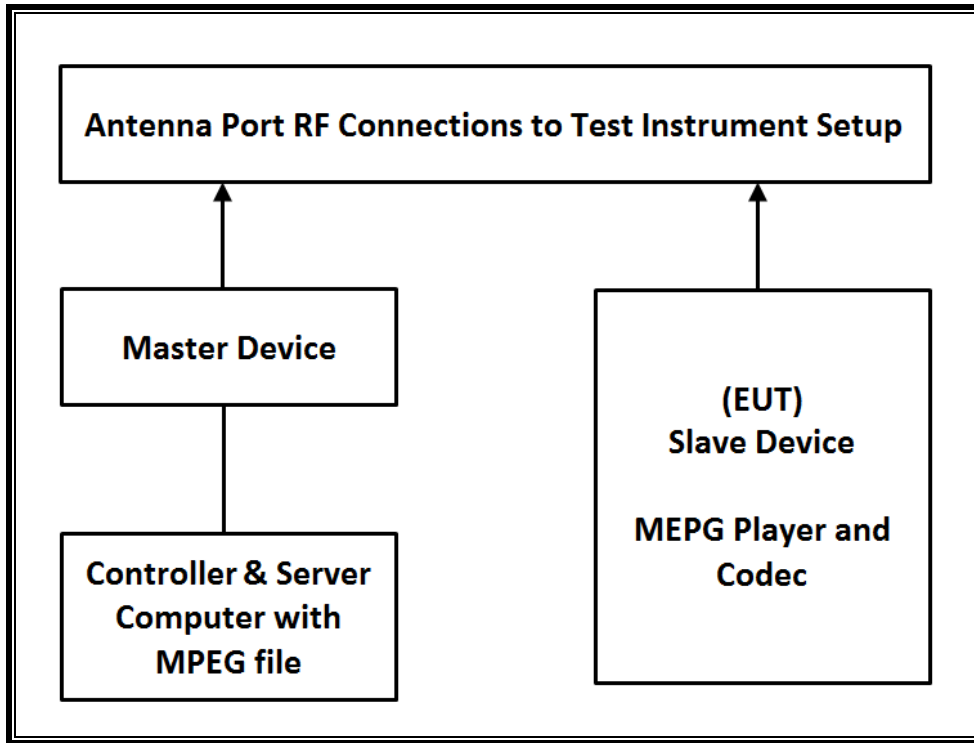 Antenna Port RF Connections to Test Instrument Setup
Master Device
(EUT)
Slave Device
MEPG Player and
Codec
Controller & Server
Computer with
MPEG file